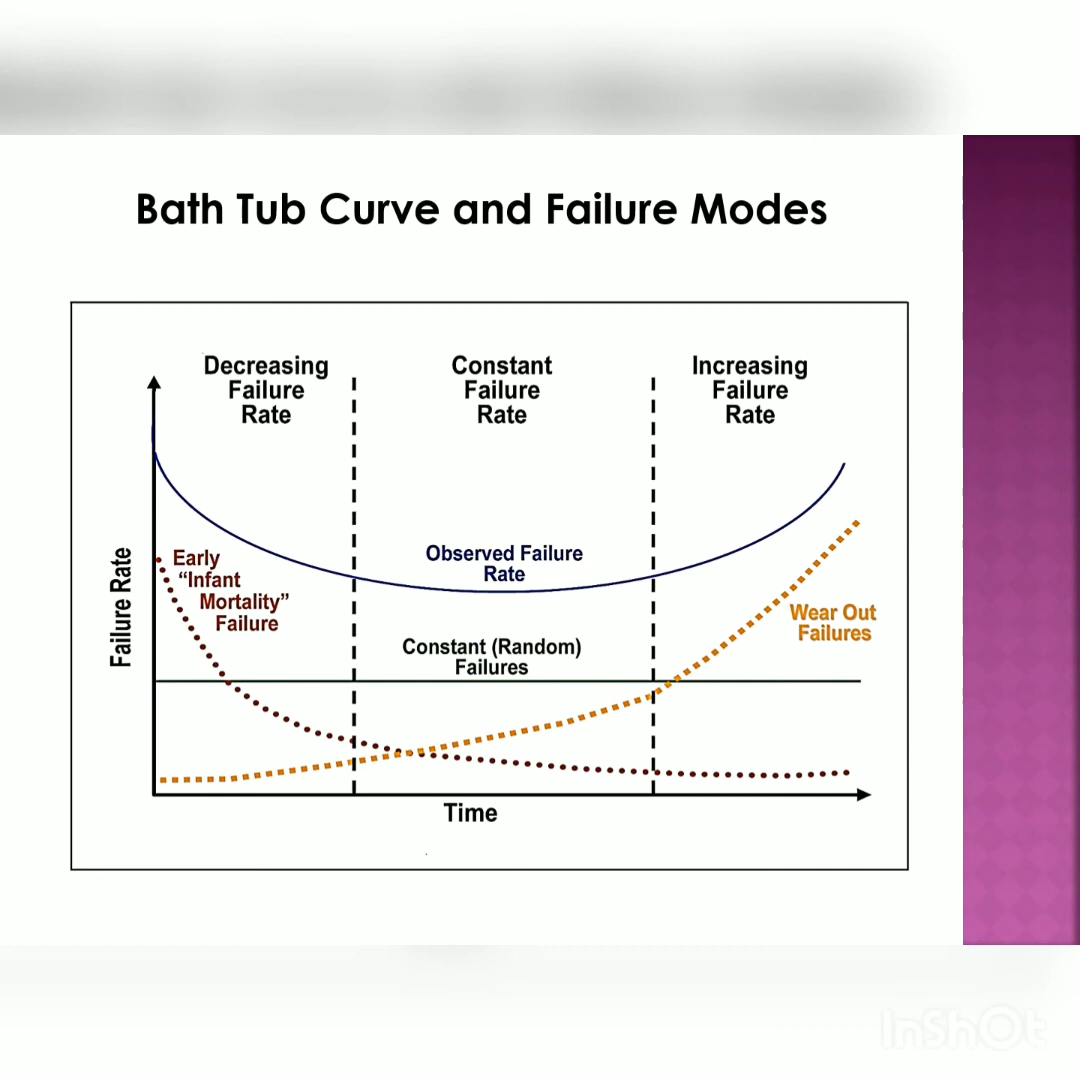 Bath Tub Curve and Failure Modes
Decreasing
Failure
Rate
Constant
Failure
Rate
Increasing
Failure
Rate
Failure Rate
Early
“Infant
Mortality”
Failure
Observed Failure
Rate
Constant (Random)
Failures
Wear Out
Failures
Time
InShOt